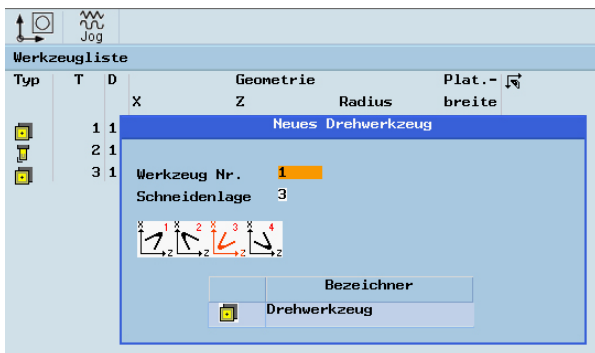 Jog
Werkzeugliste
Typ T D Geometrie Plat.-
X Z Radius breite
Neues Drehwerkzeug
1 1
2 1
3 1
Werkzeug Nr. 1
Schneidenlage 3
X 1 Z X 2 Z X 3 Z X 4 Z
Bezeichner
Drehwerkzeug